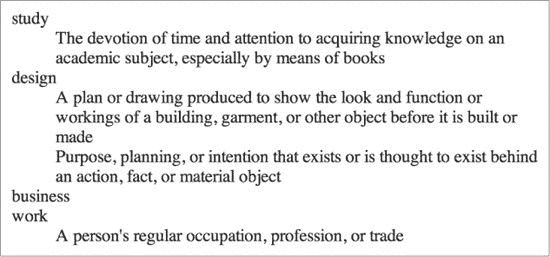 study
The devotion of time and attention to acquiring knowledge on an
academic subject, especially by means of books
design
A plan or drawing produced to show the look and function or
workings of a building, garment, or other object before it is built or
made
Purpose, planning, or intention that exists or is thought to exist behind
an action, fact, or material object
business
work
A person's regular occupation, profession, or trade